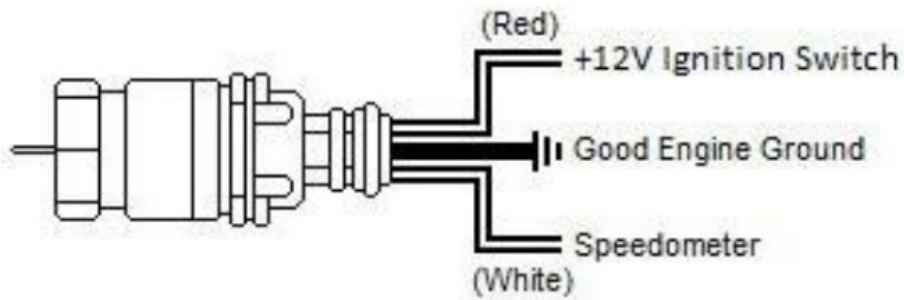 (Red)
+12V Ignition Switch
Good Engine Ground
Speedometer
(White)